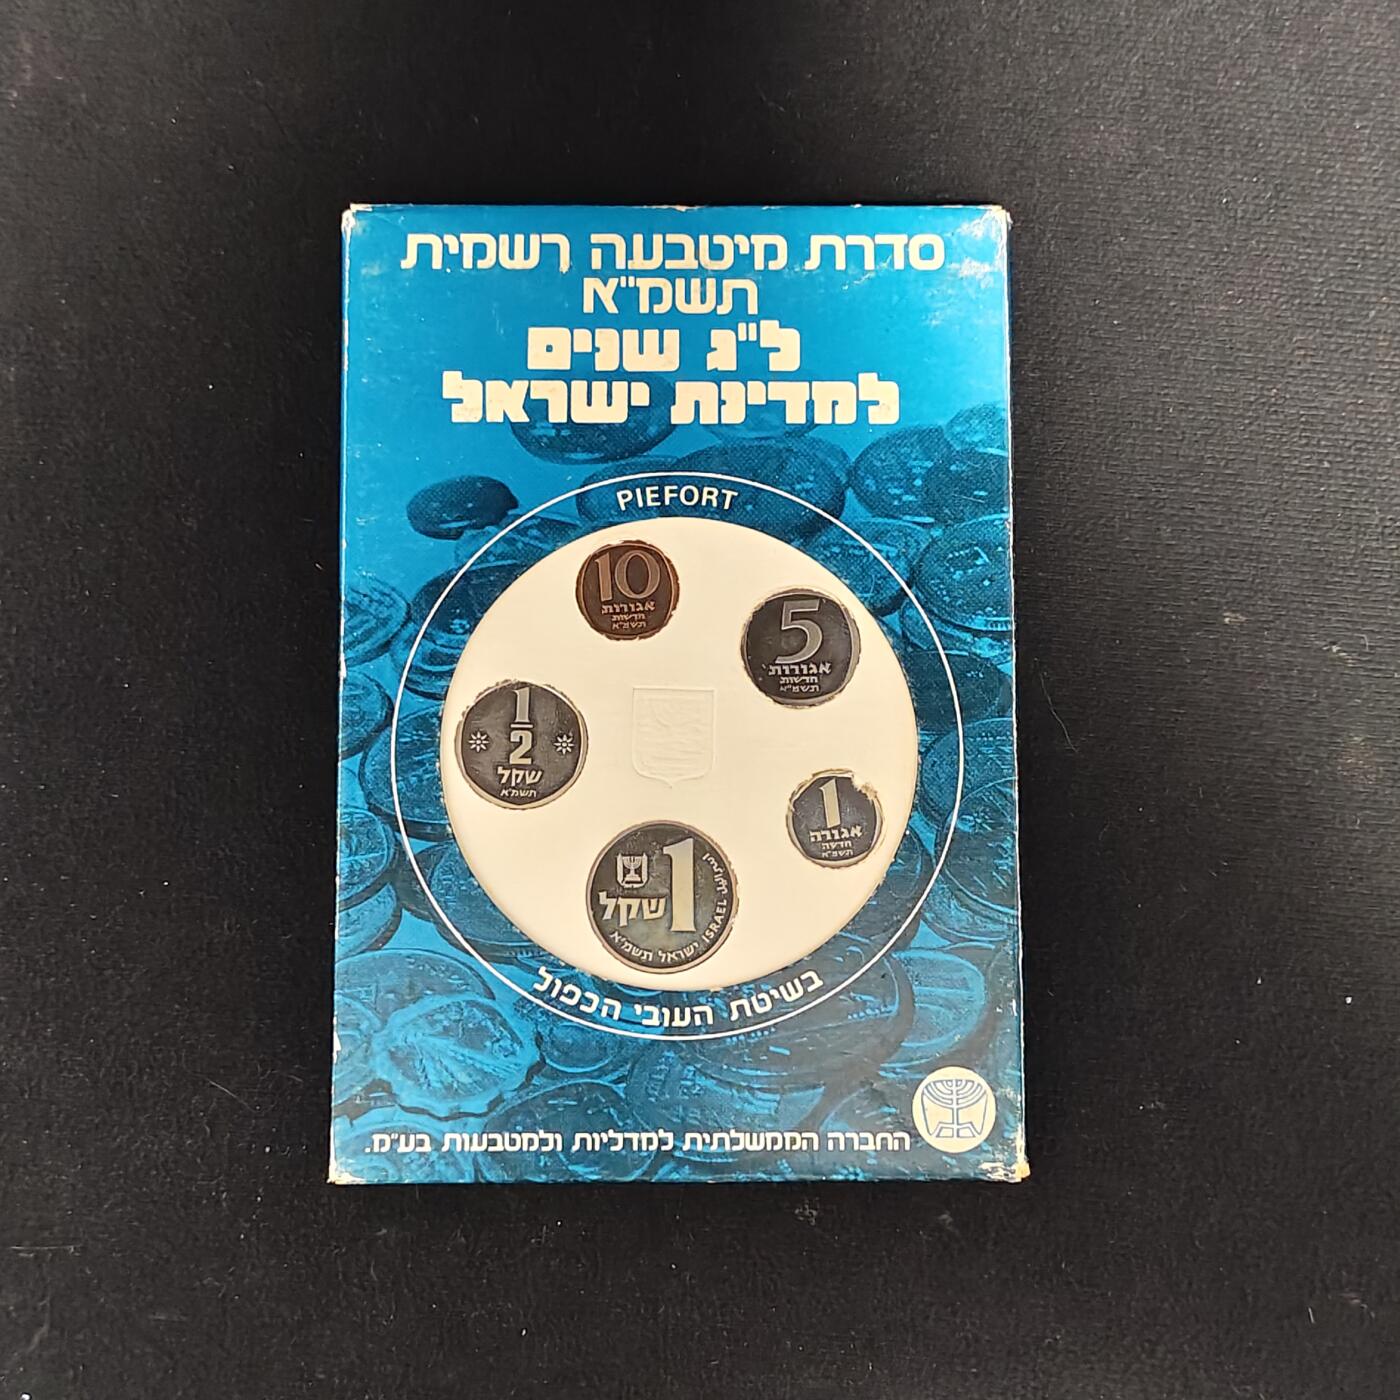 סדרת מיטבעה רשמית
תשמ"א
ל"ג שנים
למדינת ישראל
PIEFORT
10
אגורות
חדשות
תשמ"א
5
אגורות
חדשות
תשמ"א
1/2
שקל
תשמ"א
1
אגורה
חדשה
תשמ"א
1
שקל
ישראל תשמ"א ISRAEL
בשיטת העובי הכפול
החברה הממשלתית למדליות ולמטבעות בע"מ.